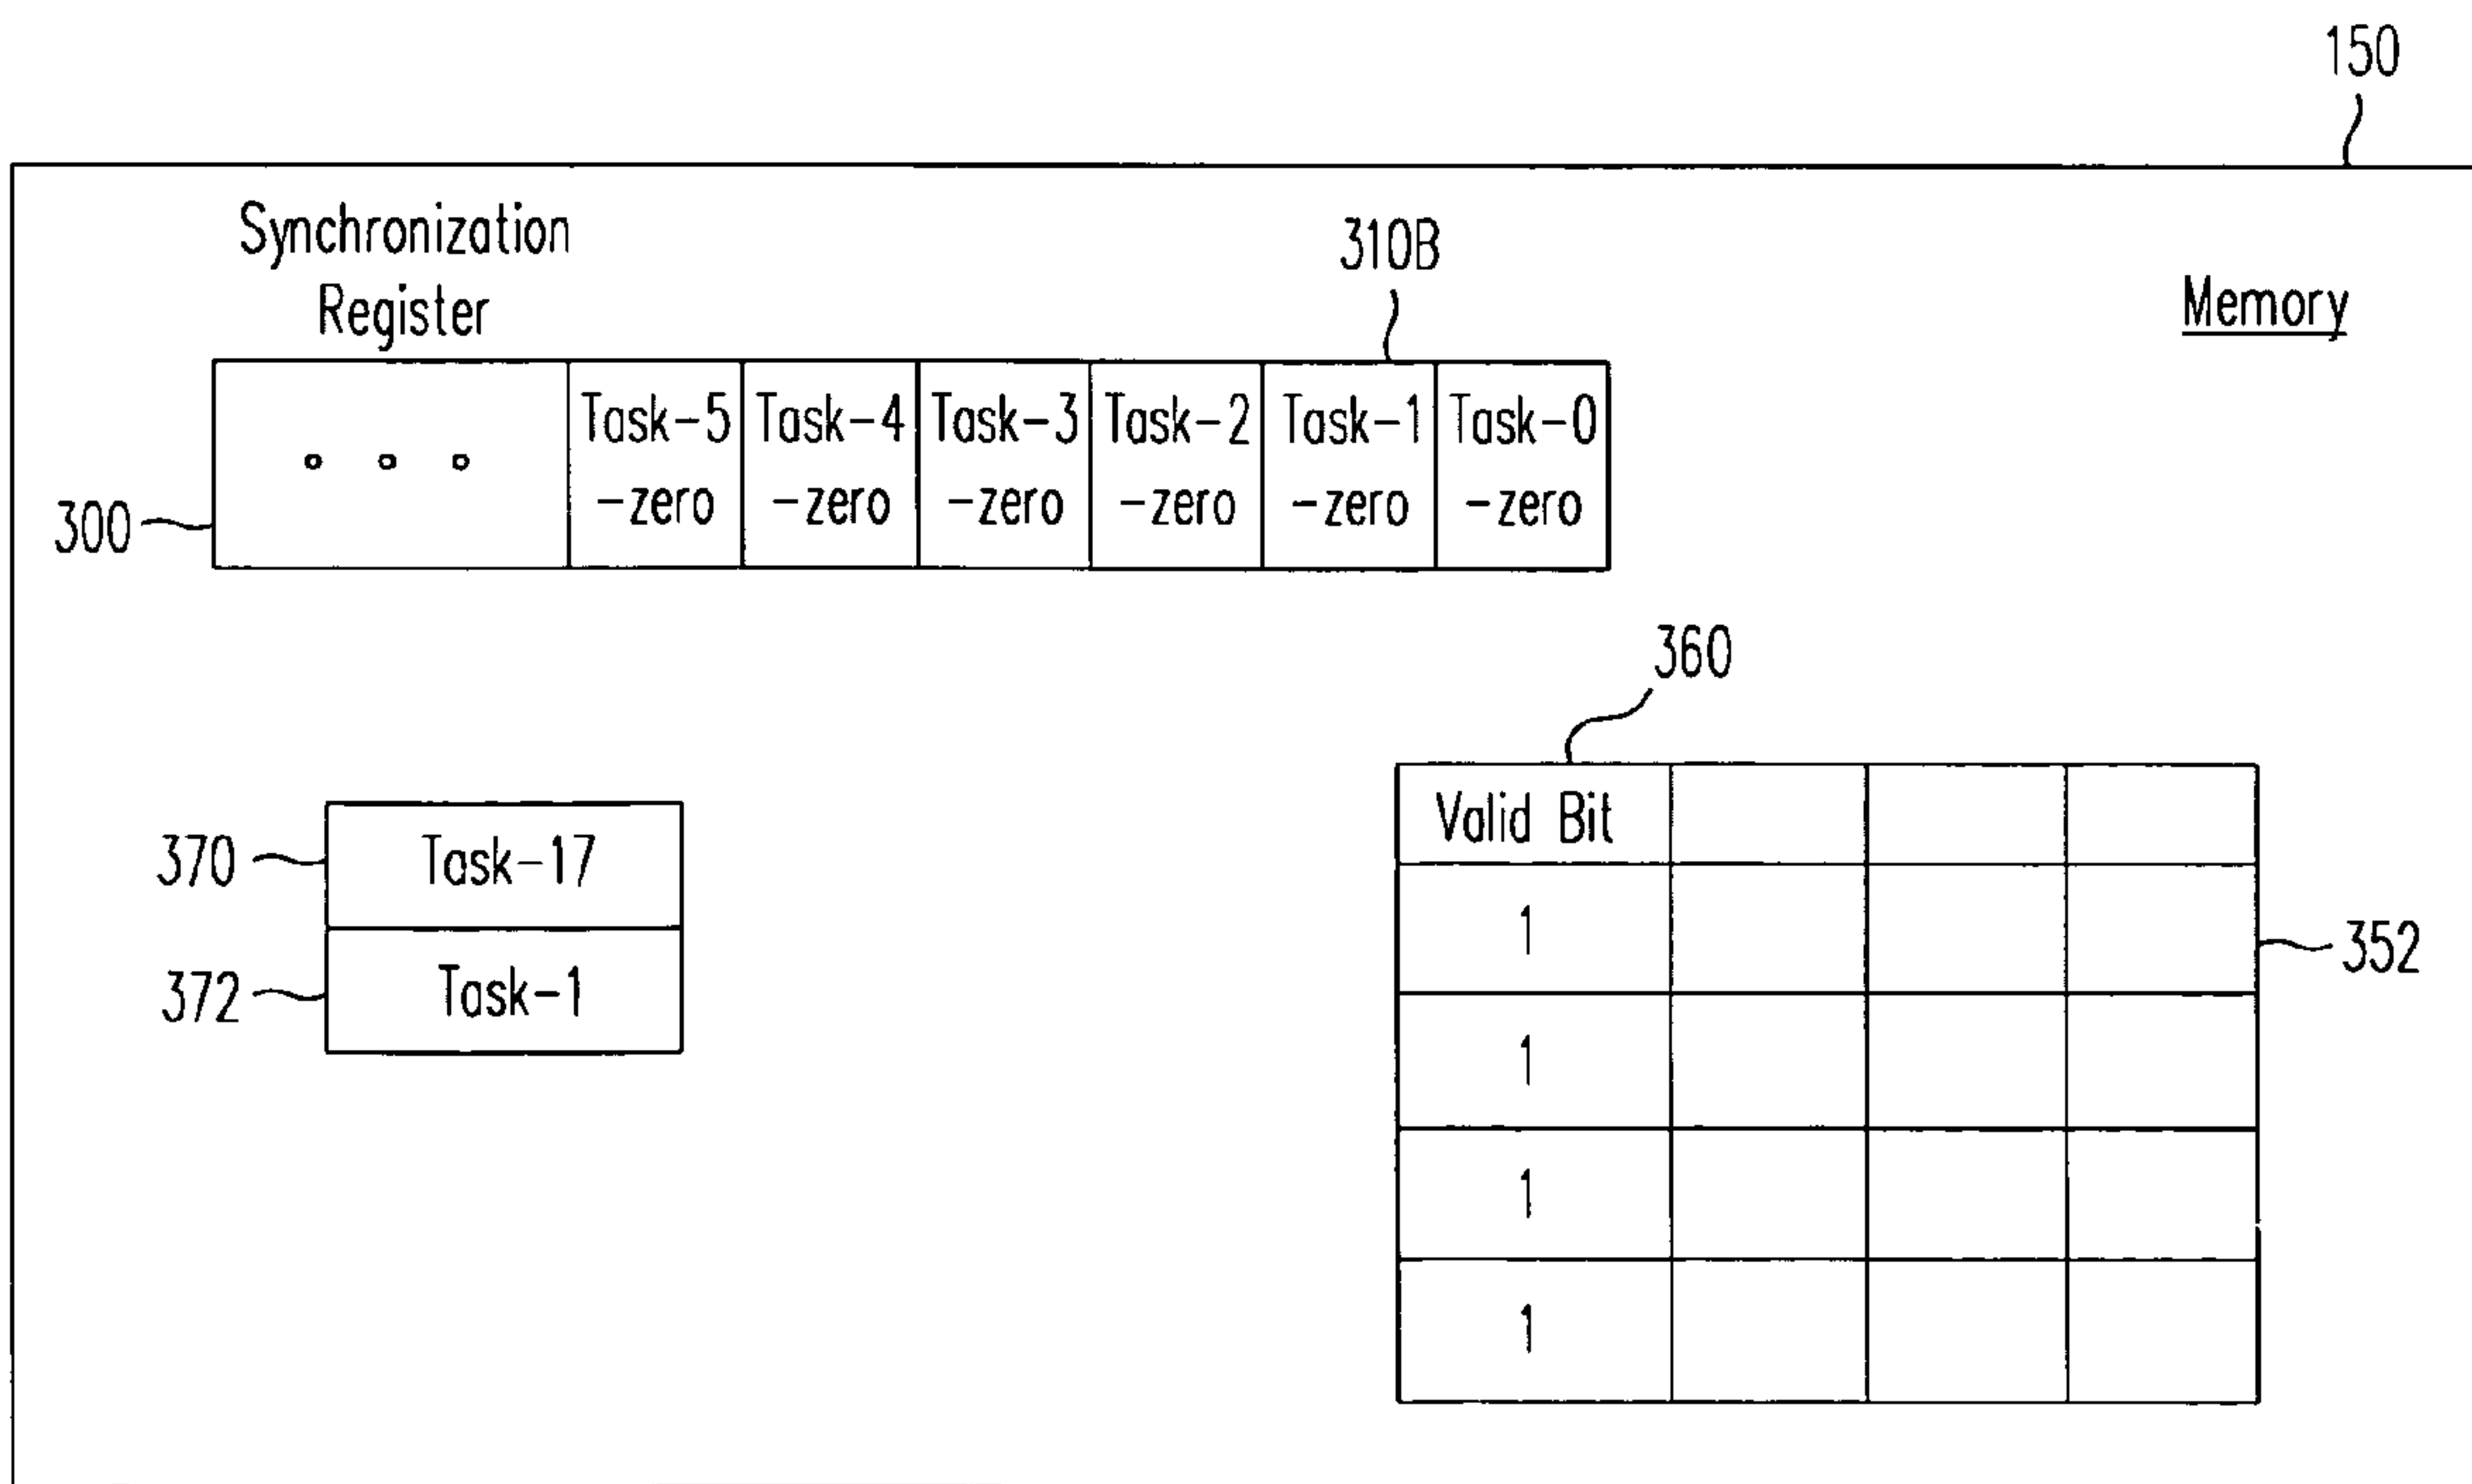 150
Synchronization
Register
310B
Memory
Task-5 Task-4 Task-3 Task-2 Task-1 Task-0
-zero -zero -zero -zero -zero -zero
300
360
Valid Bit
370 Task-17
1
352
372 Task-1
1
1
1